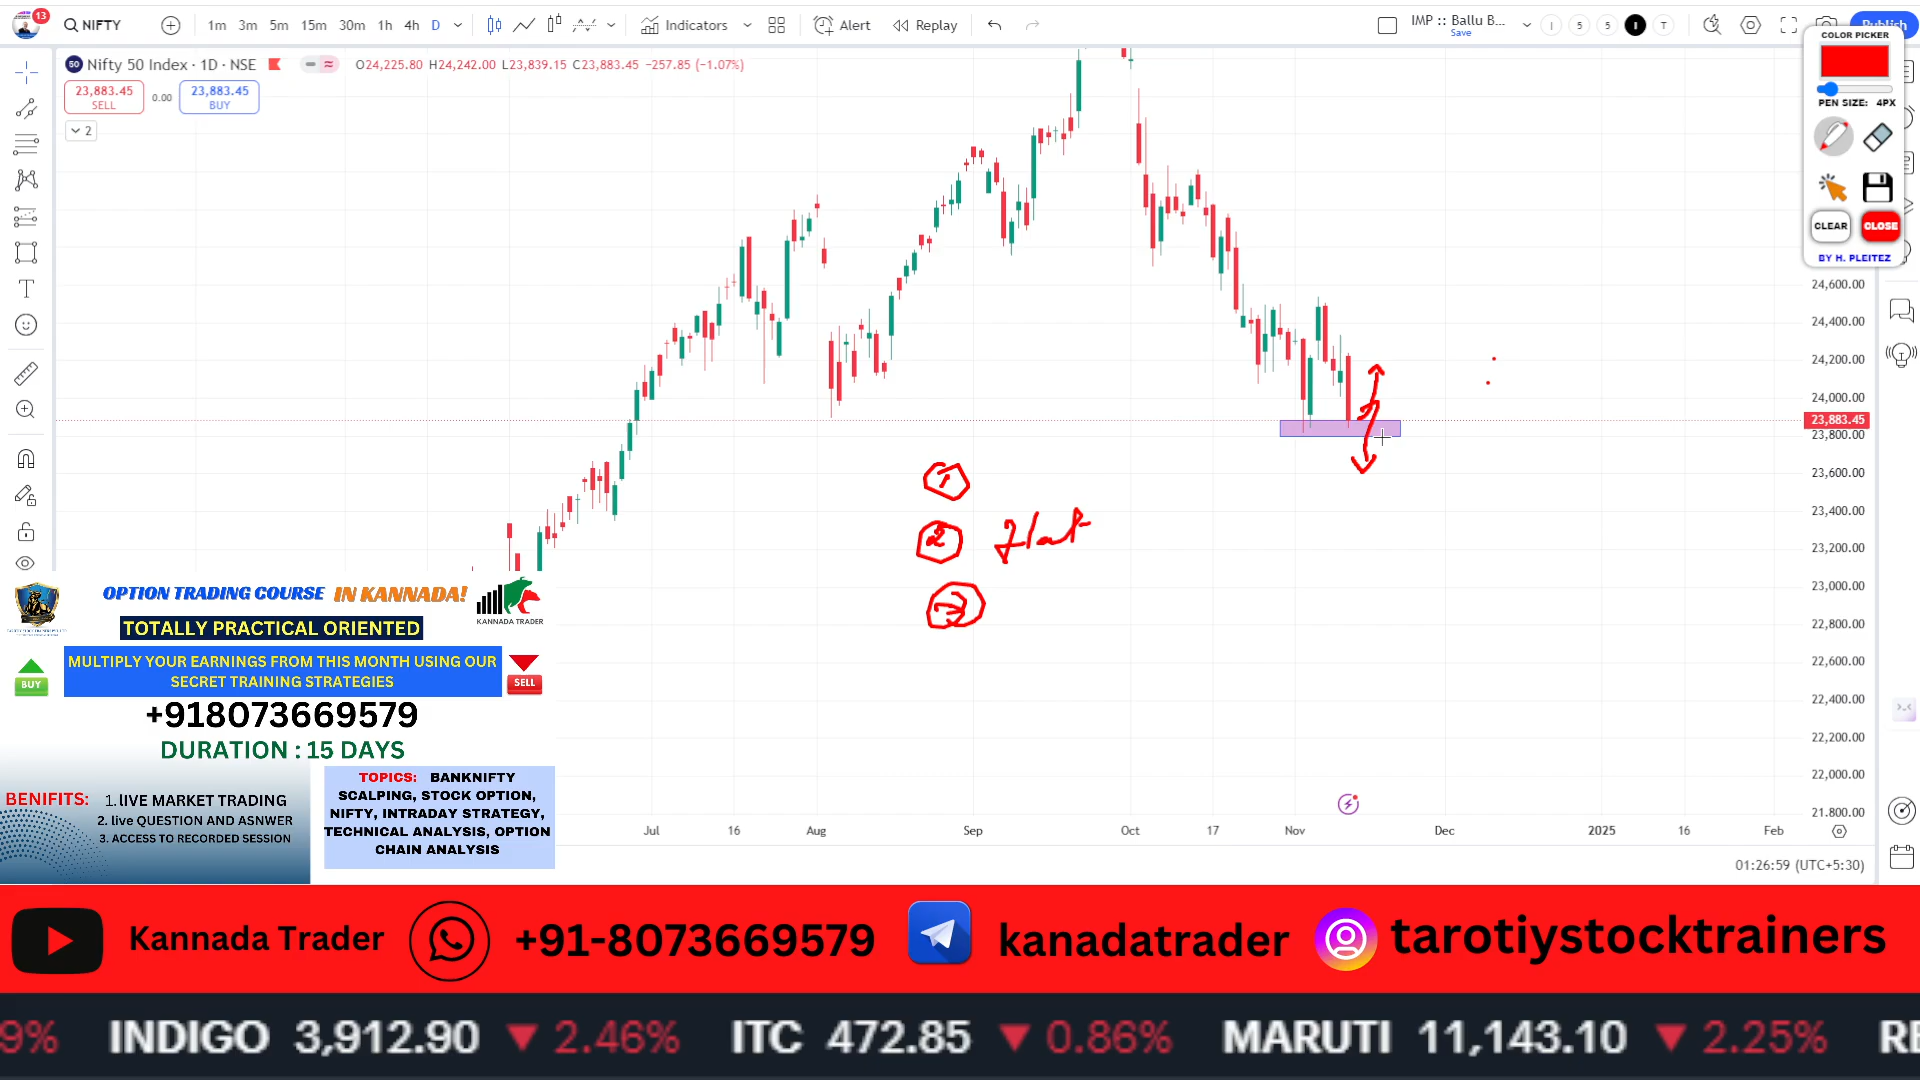 13
NIFTY
1m 3m 5m 15m 30m 1h 4h D
Indicators
Alert
Replay
IMP :: Ballu B...
Save
I 5 5 I T
Publish
COLOR PICKER
PEN SIZE: 4PX
CLEAR CLOSE
BY H. PLEITEZ
50 Nifty 50 Index · 1D · NSE
O24,225.80 H24,242.00 L23,839.15 C23,883.45 -257.85 (-1.07%)
23,883.45
SELL
0.00
23,883.45
BUY
2
24,600.00
24,400.00
24,200.00
24,000.00
23,883.45
23,800.00
23,600.00
23,400.00
23,200.00
23,000.00
22,800.00
22,600.00
22,400.00
22,200.00
22,000.00
21,800.00
1
2 flat
3
OPTION TRADING COURSE IN KANNADA!
KANNADA TRADER
TOTALLY PRACTICAL ORIENTED
MULTIPLY YOUR EARNINGS FROM THIS MONTH USING OUR
SECRET TRAINING STRATEGIES
BUY
SELL
+918073669579
DURATION : 15 DAYS
BENIFITS:
1. lIVE MARKET TRADING
2. live QUESTION AND ASNWER
3. ACCESS TO RECORDED SESSION
TOPICS: BANKNIFTY
SCALPING, STOCK OPTION,
NIFTY, INTRADAY STRATEGY,
TECHNICAL ANALYSIS, OPTION
CHAIN ANALYSIS
Jul 16 Aug Sep Oct 17 Nov Dec 2025 16 Feb
01:26:59 (UTC+5:30)
Kannada Trader
+91-8073669579
kanadatrader
tarotiystocktrainers
9% INDIGO 3,912.90 ▼ 2.46% ITC 472.85 ▼ 0.86% MARUTI 11,143.10 ▼ 2.25% RE